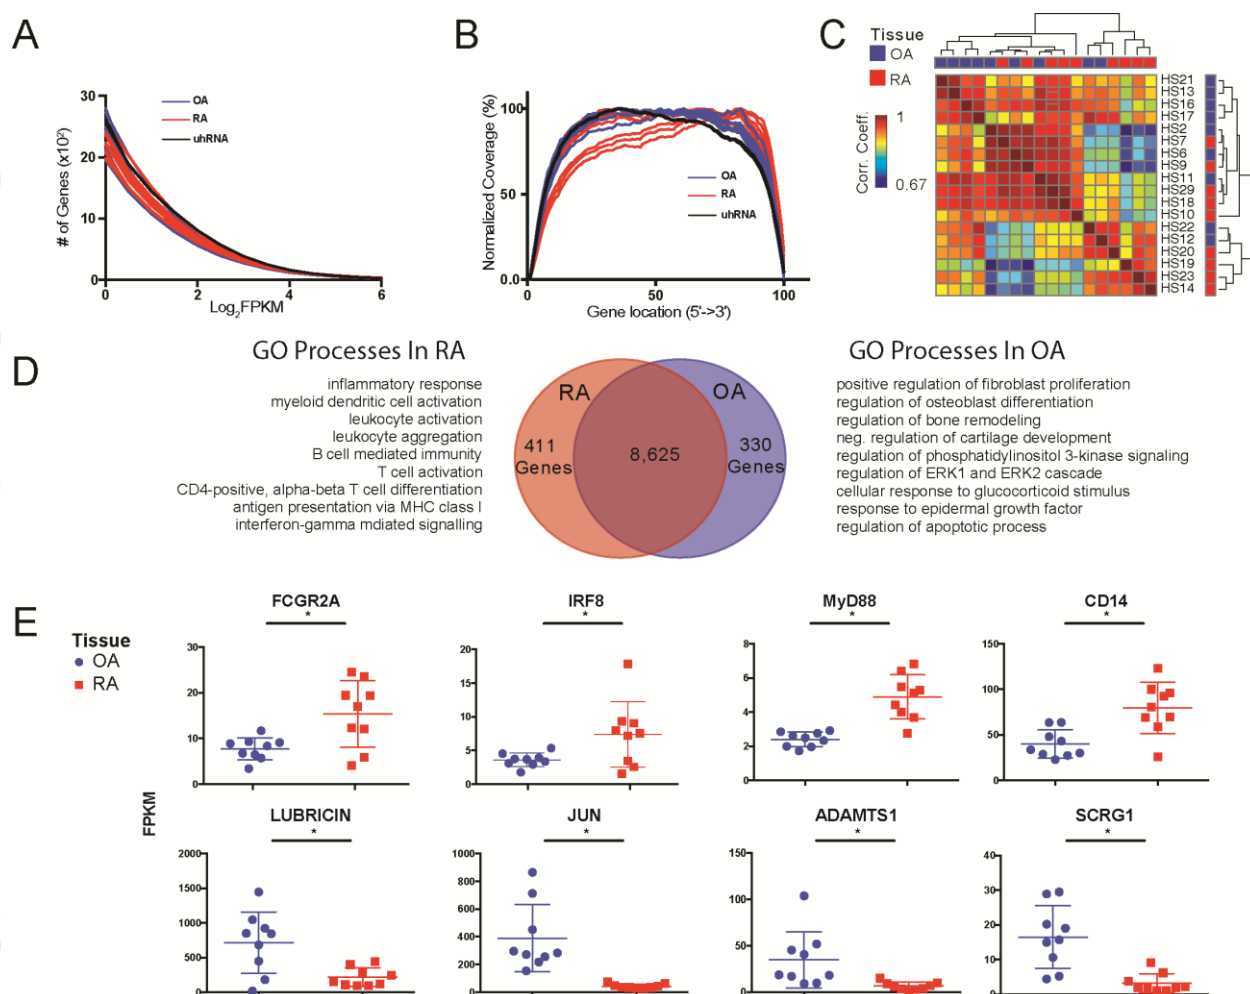 A
30
20
10
0
# of Genes (x10²)
OA
RA
uhRNA
0
2
4
6
Log₂FPKM
B
100
50
0.0
Normalized Coverage (%)
OA
RA
uhRNA
0
50
100
Gene location (5'->3')
C
Tissue
OA
RA
Corr. Coeff.
1
0.67
HS21
HS13
HS16
HS17
HS2
HS7
HS6
HS9
HS11
HS29
HS18
HS10
HS22
HS12
HS20
HS19
HS23
HS14
D
GO Processes In RA
inflammatory response
myeloid dendritic cell activation
leukocyte activation
leukocyte aggregation
B cell mediated immunity
T cell activation
CD4-positive, alpha-beta T cell differentiation
antigen presentation via MHC class I
interferon-gamma mdiated signalling
RA
OA
411
Genes
8,625
330
Genes
GO Processes in OA
positive regulation of fibroblast proliferation
regulation of osteoblast differentiation
regulation of bone remodeling
neg. regulation of cartilage development
regulation of phosphatidylinositol 3-kinase signaling
regulation of ERK1 and ERK2 cascade
cellular response to glucocorticoid stimulus
response to epidermal growth factor
regulation of apoptotic process
E
Tissue
OA
RA
FPKM
FCGR2A
*
30
20
10
0
IRF8
*
20
15
10
5
0
MyD88
*
8
6
4
2
0
CD14
*
150
100
50
0
LUBRICIN
*
2000
1500
1000
500
0
JUN
*
1000
800
600
400
200
0
ADAMTS1
*
150
100
50
0
SCRG1
*
40
30
20
10
0